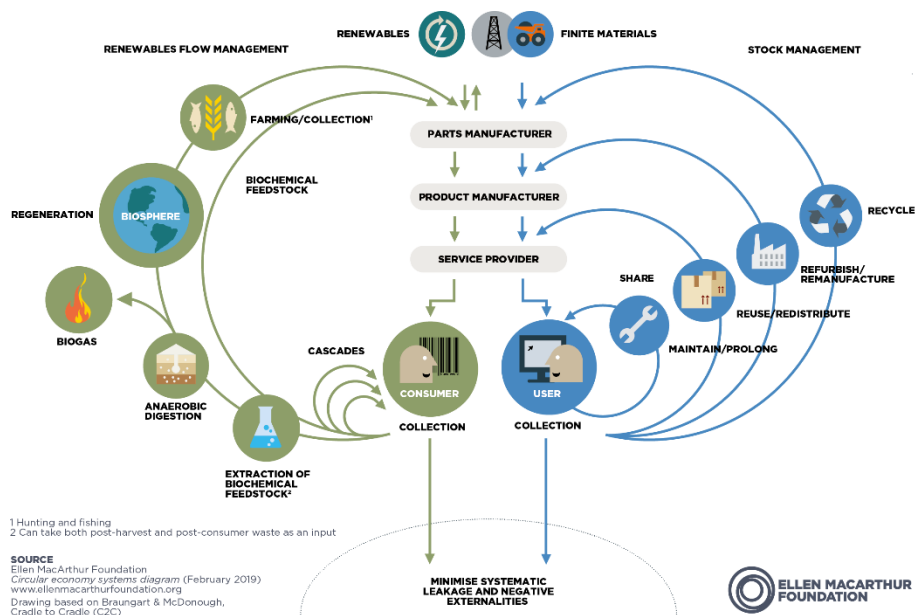 RENEWABLES FLOW MANAGEMENT
RENEWABLES
FINITE MATERIALS
STOCK MANAGEMENT
FARMING/COLLECTION¹
PARTS MANUFACTURER
BIOCHEMICAL
FEEDSTOCK
PRODUCT MANUFACTURER
REGENERATION
BIOSPHERE
RECYCLE
SERVICE PROVIDER
SHARE
REFURBISH/
REMANUFACTURE
REUSE/REDISTRIBUTE
BIOGAS
MAINTAIN/PROLONG
CASCADES
ANAEROBIC
DIGESTION
CONSUMER
USER
COLLECTION
COLLECTION
EXTRACTION OF
BIOCHEMICAL
FEEDSTOCK²
1 Hunting and fishing
2 Can take both post-harvest and post-consumer waste as an input
SOURCE
Ellen MacArthur Foundation
Circular economy systems diagram (February 2019)
www.ellenmacarthurfoundation.org
Drawing based on Braungart & McDonough,
Cradle to Cradle (C2C)
MINIMISE SYSTEMATIC
LEAKAGE AND NEGATIVE
EXTERNALITIES
ELLEN MACARTHUR
FOUNDATION